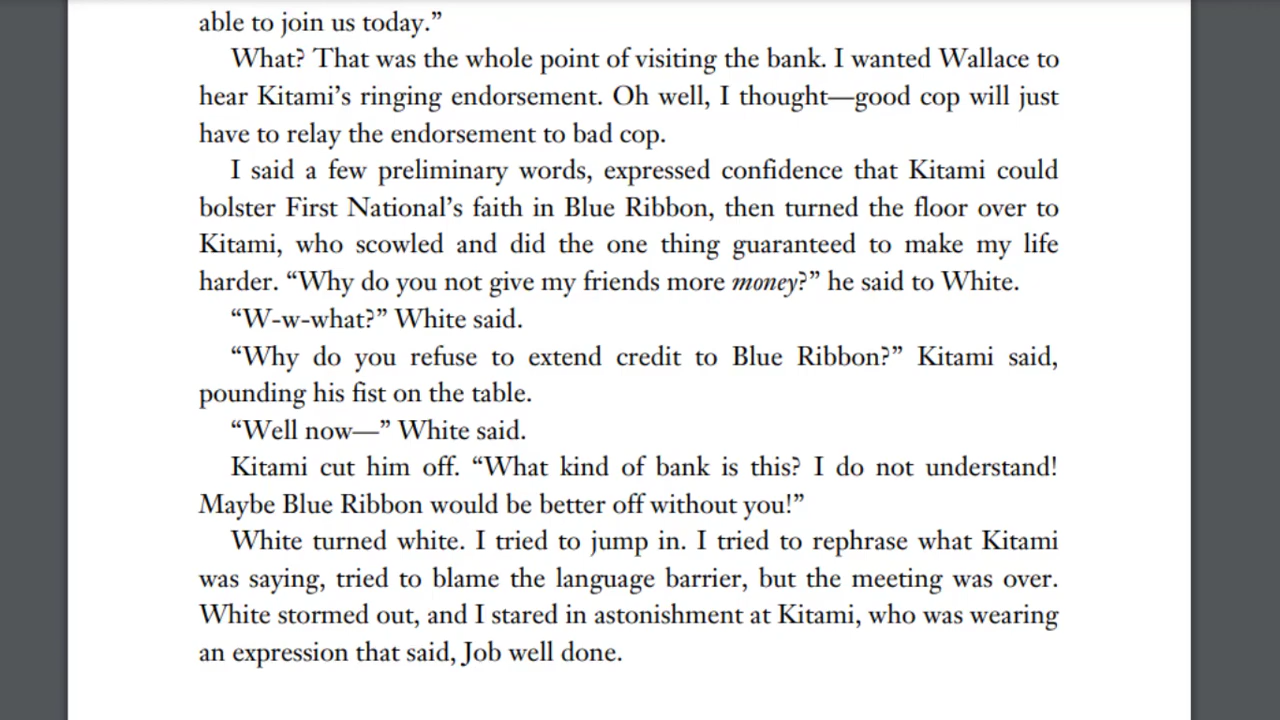 able to join us today.”
What? That was the whole point of visiting the bank. I wanted Wallace to
hear Kitami’s ringing endorsement. Oh well, I thought—good cop will just
have to relay the endorsement to bad cop.
I said a few preliminary words, expressed confidence that Kitami could
bolster First National’s faith in Blue Ribbon, then turned the floor over to
Kitami, who scowled and did the one thing guaranteed to make my life
harder. “Why do you not give my friends more money?” he said to White.
“W-w-what?” White said.
“Why do you refuse to extend credit to Blue Ribbon?” Kitami said,
pounding his fist on the table.
“Well now—” White said.
Kitami cut him off. “What kind of bank is this? I do not understand!
Maybe Blue Ribbon would be better off without you!”
White turned white. I tried to jump in. I tried to rephrase what Kitami
was saying, tried to blame the language barrier, but the meeting was over.
White stormed out, and I stared in astonishment at Kitami, who was wearing
an expression that said, Job well done.